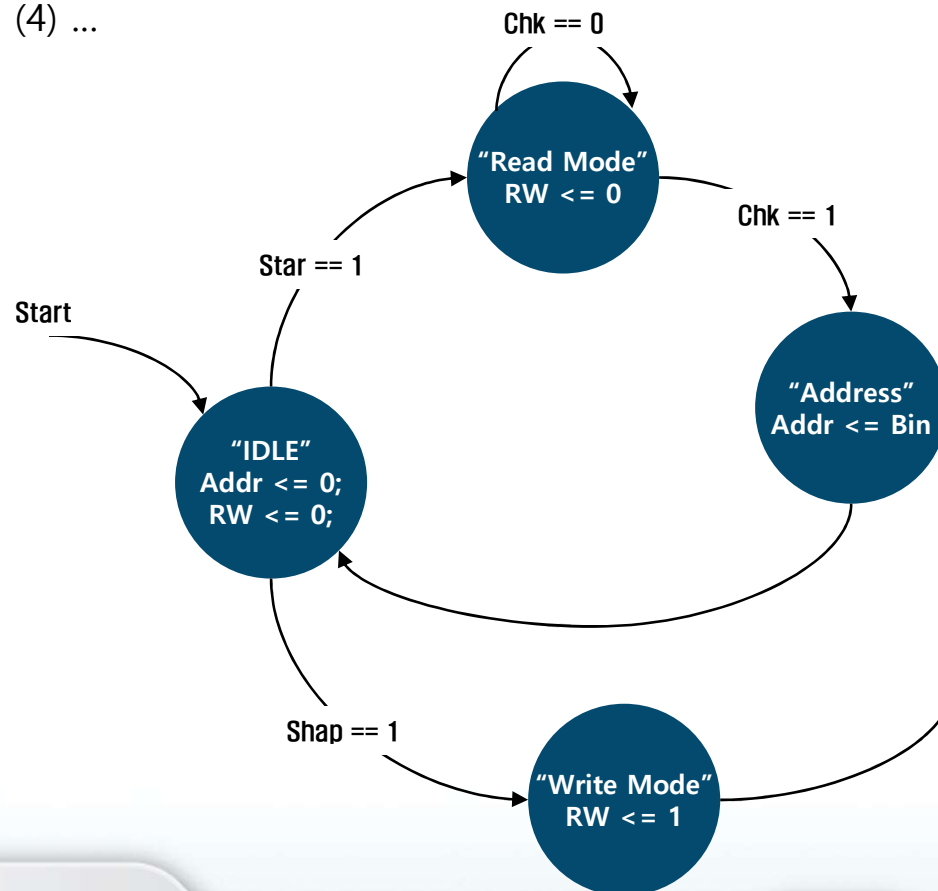 (4) ...
Chk == 0
“Read Mode”
RW <= 0
Chk == 1
Star == 1
Start
“Address”
Addr <= Bin
“IDLE”
Addr <= 0;
RW <= 0;
Shap == 1
“Write Mode”
RW <= 1